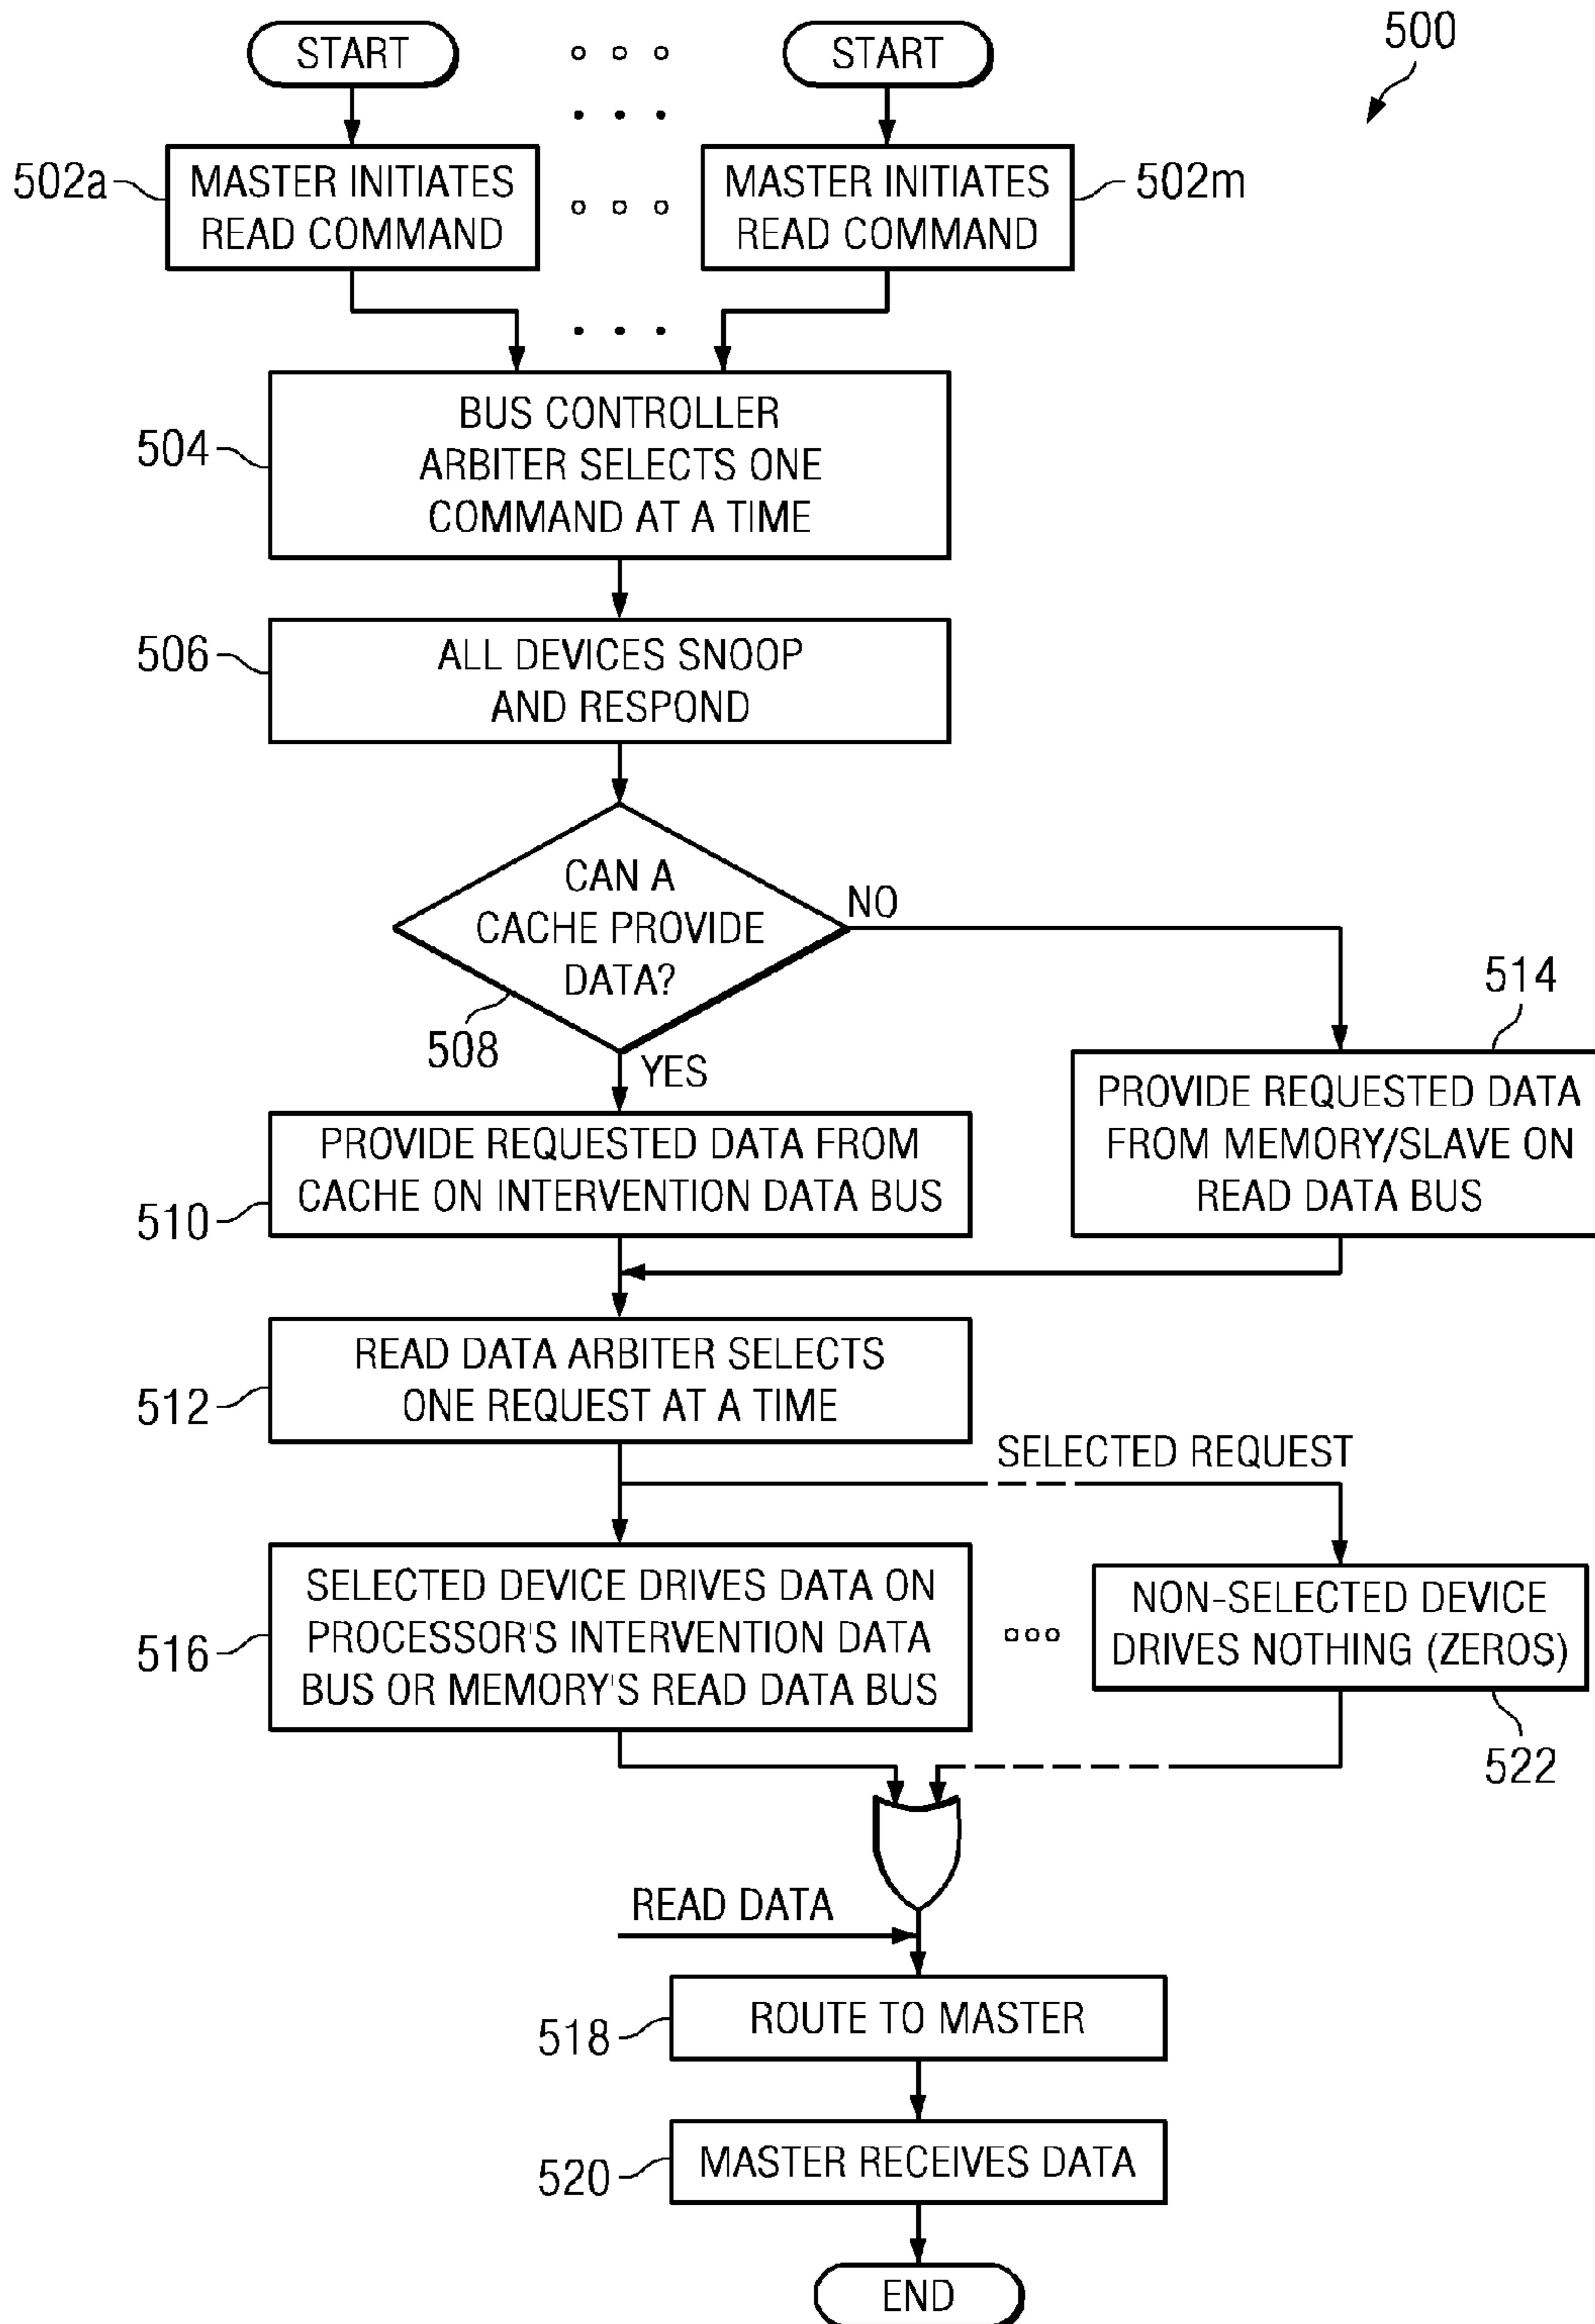 START
START
500
502a
MASTER INITIATES
READ COMMAND
MASTER INITIATES
READ COMMAND
502m
504
BUS CONTROLLER
ARBITER SELECTS ONE
COMMAND AT A TIME
506
ALL DEVICES SNOOP
AND RESPOND
CAN A
CACHE PROVIDE
DATA?
NO
508
YES
514
510
PROVIDE REQUESTED DATA FROM
CACHE ON INTERVENTION DATA BUS
PROVIDE REQUESTED DATA
FROM MEMORY/SLAVE ON
READ DATA BUS
512
READ DATA ARBITER SELECTS
ONE REQUEST AT A TIME
SELECTED REQUEST
516
SELECTED DEVICE DRIVES DATA ON
PROCESSOR'S INTERVENTION DATA
BUS OR MEMORY'S READ DATA BUS
NON-SELECTED DEVICE
DRIVES NOTHING (ZEROS)
522
READ DATA
518
ROUTE TO MASTER
520
MASTER RECEIVES DATA
END